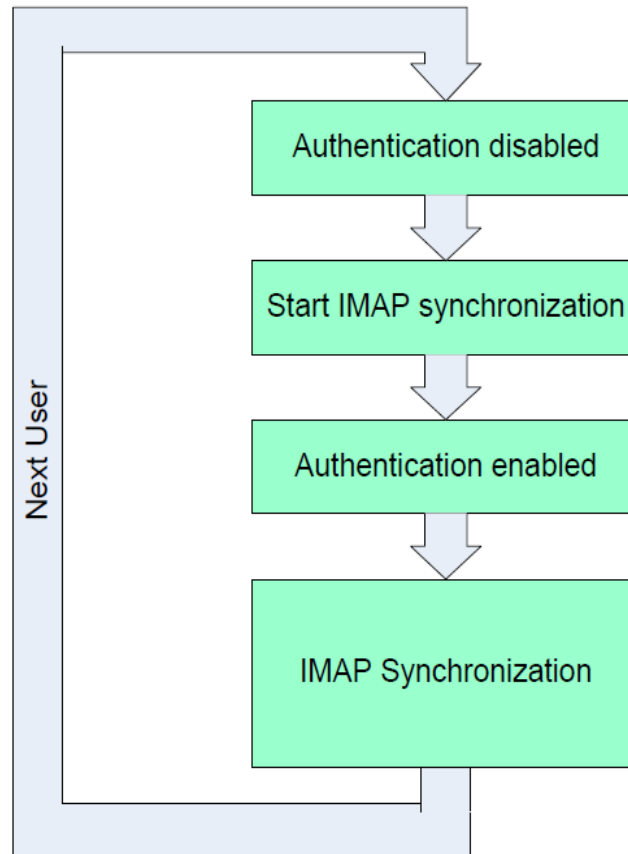 Authentication disabled
Start IMAP synchronization
Authentication enabled
IMAP Synchronization
Next User